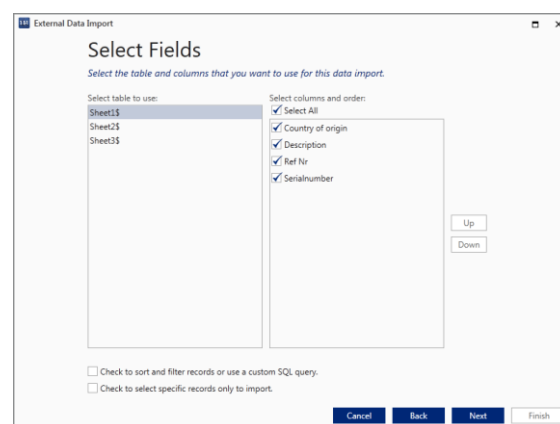 External Data Import
Select Fields
Select the table and columns that you want to use for this data import.
Select table to use:
Select columns and order:
Select All
Sheet1$
Sheet2$
Sheet3$
Country of origin
Description
Ref Nr
Serialnumber
Up
Down
Check to sort and filter records or use a custom SQL query.
Check to select specific records only to import.
Cancel Back Next Finish